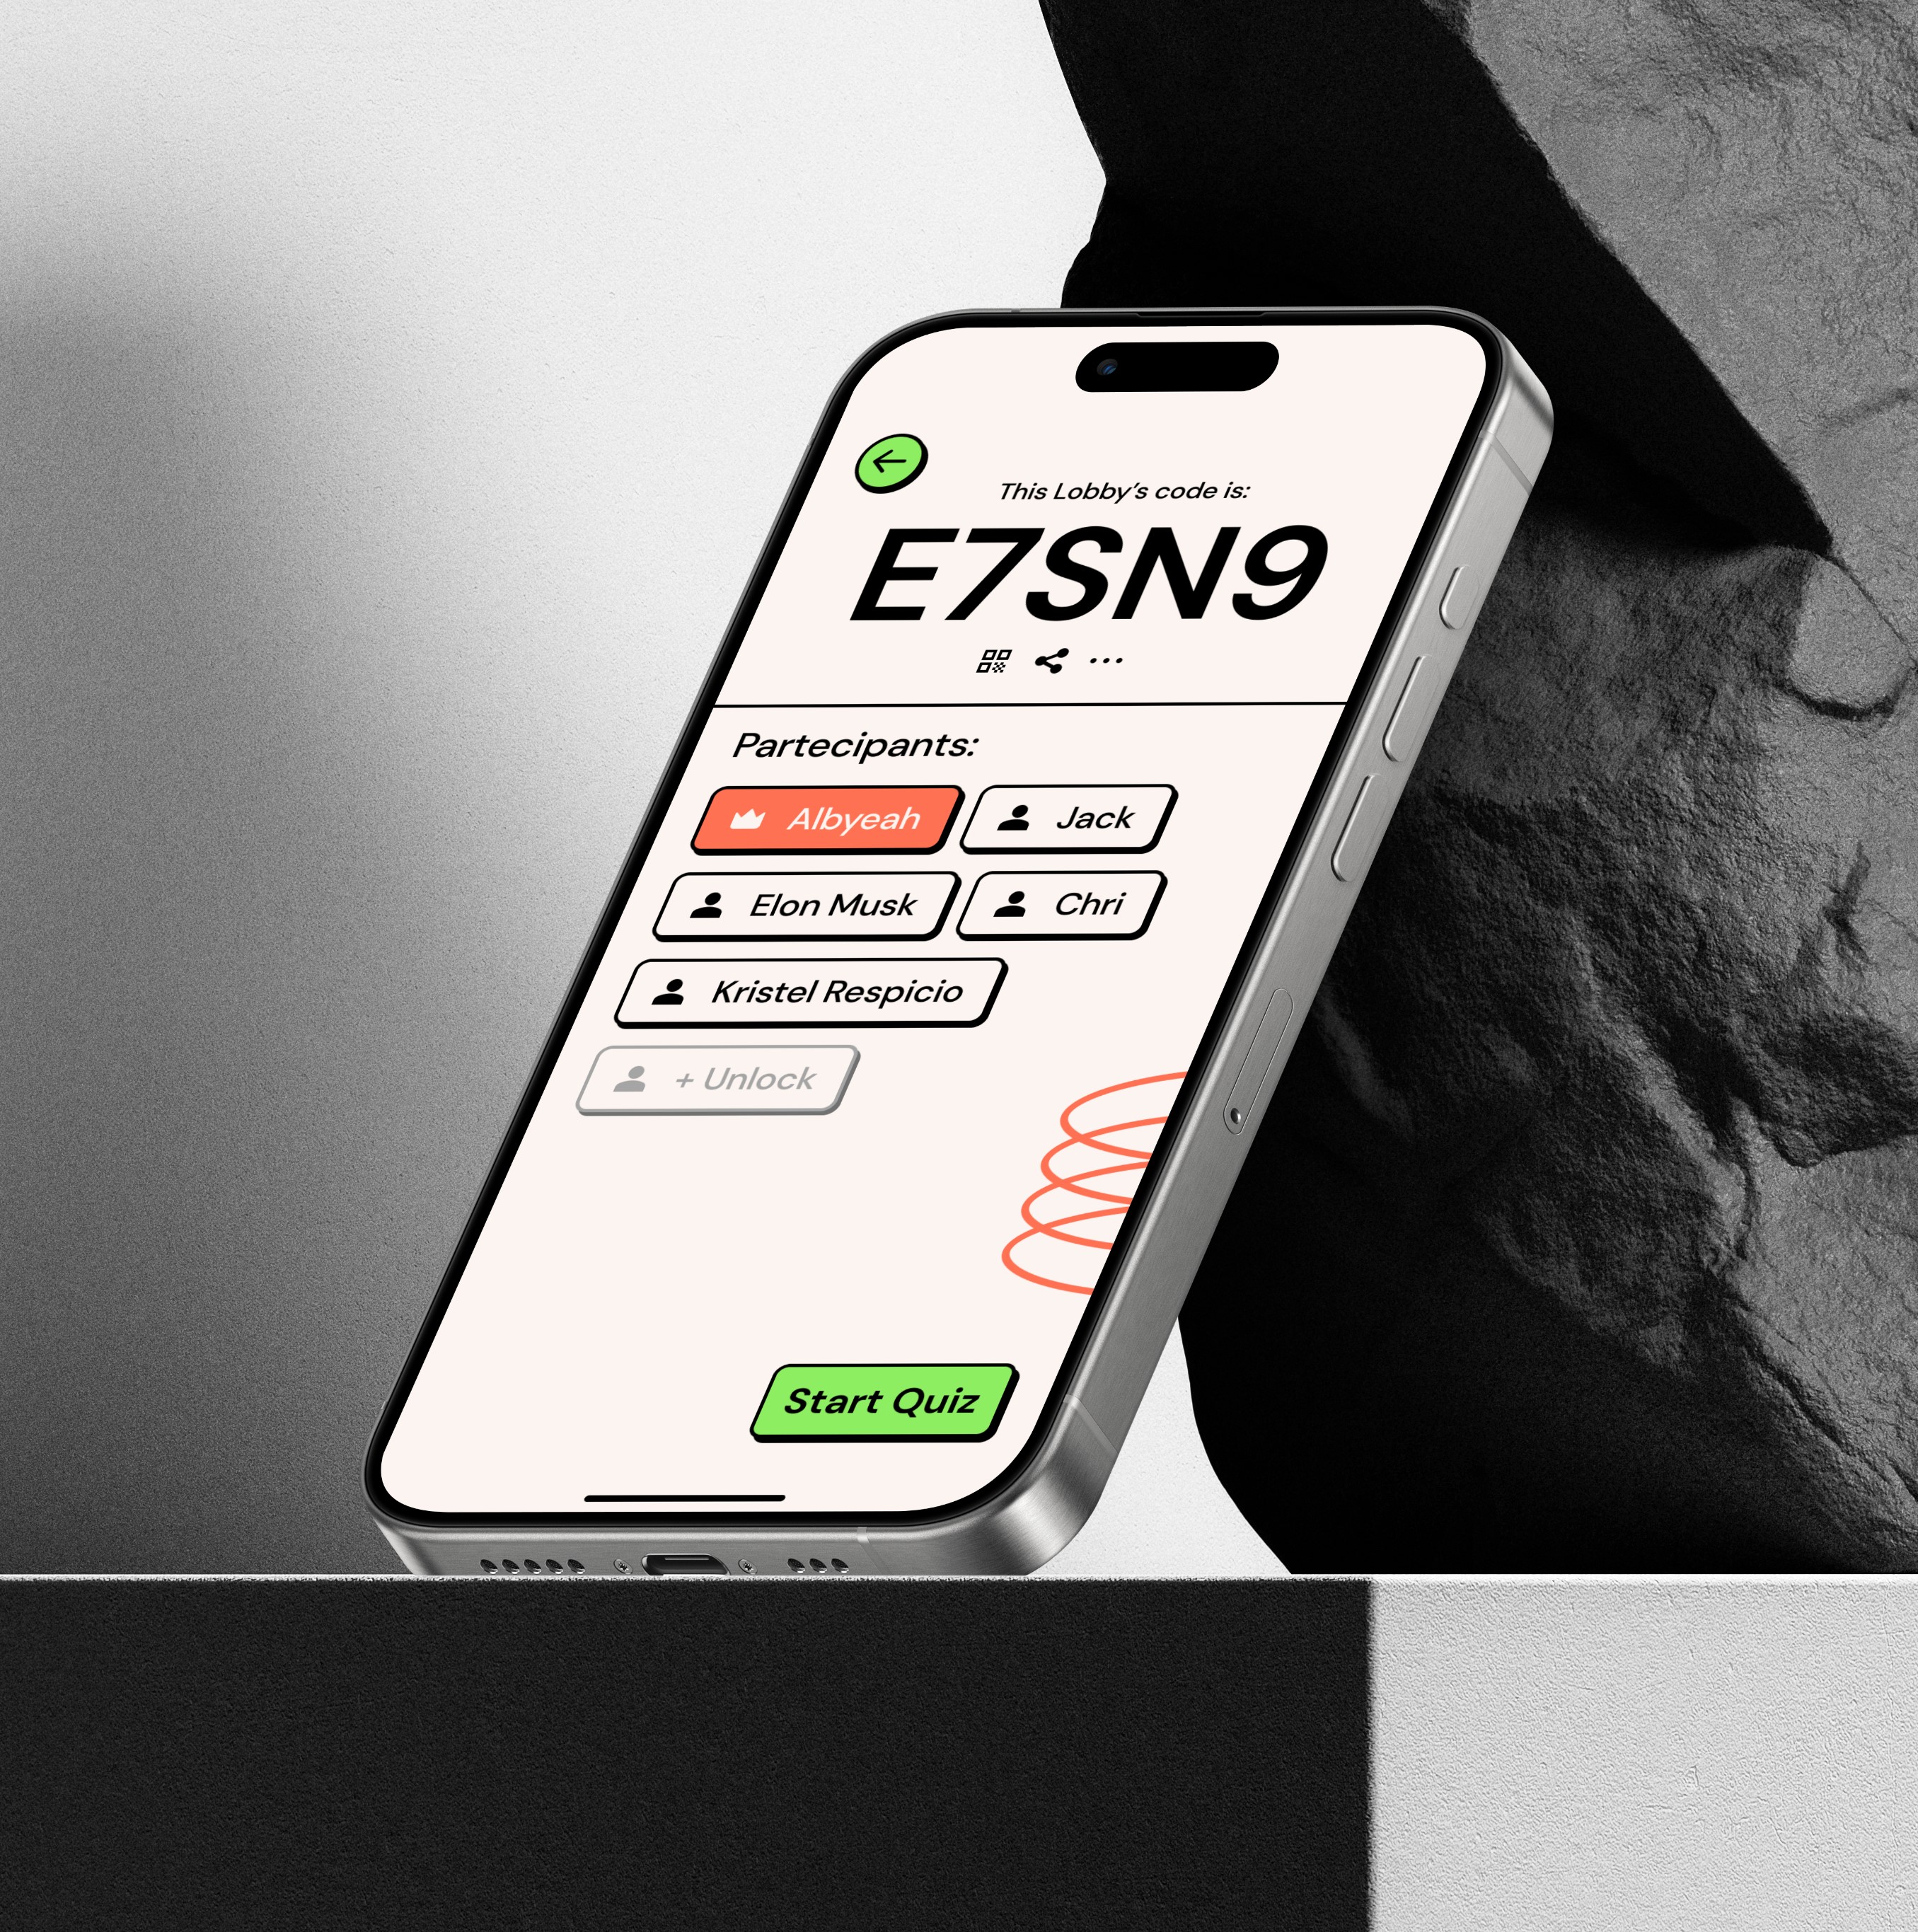 This Lobby's code is:
E7SN9
Partecipants:
Albyeah Jack
Elon Musk Chri
Kristel Respicio
+ Unlock
Start Quiz